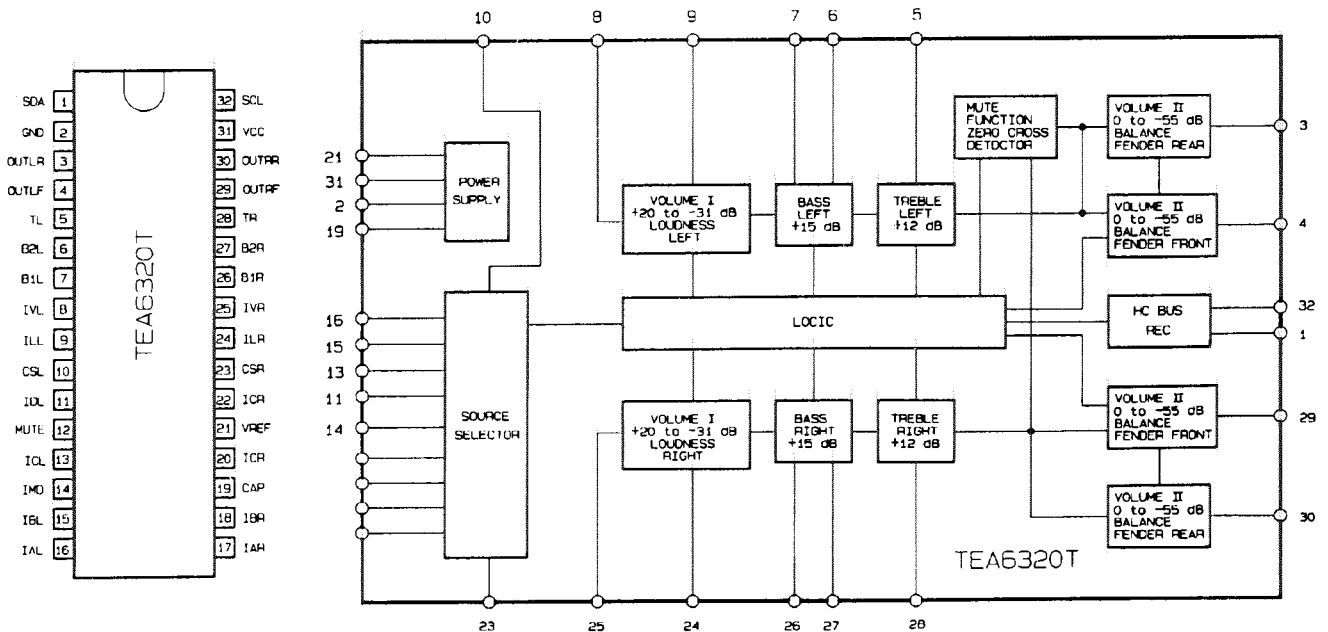 SDA 1
GND 2
OUTLR 3
OUTLF 4
TL 5
B2L 6
B1L 7
IVL 8
ILL 9
CSL 10
IDL 11
MUTE 12
ICL 13
IMO 14
IBL 15
IAL 16
TEA6320T
32 SCL
31 VCC
30 OUTRR
29 OUTRF
28 TR
27 B2R
26 B1R
25 IVR
24 ILR
23 CSR
22 ICR
21 VREF
20 ICR
19 CAP
18 IBR
17 IAR
10 8 9 7 6 5
21
31
2
19
POWER
SUPPLY
16
15
13
11
14
SOURCE
SELECTOR
VOLUME I
+20 to -31 dB
LOUDNESS
LEFT
BASS
LEFT
+15 dB
TREBLE
LEFT
+12 dB
MUTE
FUNCTION
ZERO CROSS
DETDCTOR
VOLUME II
0 to -55 dB
BALANCE
FENDER REAR
3
VOLUME II
0 to -55 dB
BALANCE
FENDER FRONT
4
LOCIC
HC BUS
REC
32
1
VOLUME I
+20 to -31 dB
LOUDNESS
RIGHT
BASS
RIGHT
+15 dB
TREBLE
RIGHT
+12 dB
VOLUME II
0 to -55 dB
BALANCE
FENDER FRONT
29
VOLUME II
0 to -55 dB
BALANCE
FENDER REAR
30
TEA6320T
23 25 24 26 27 28